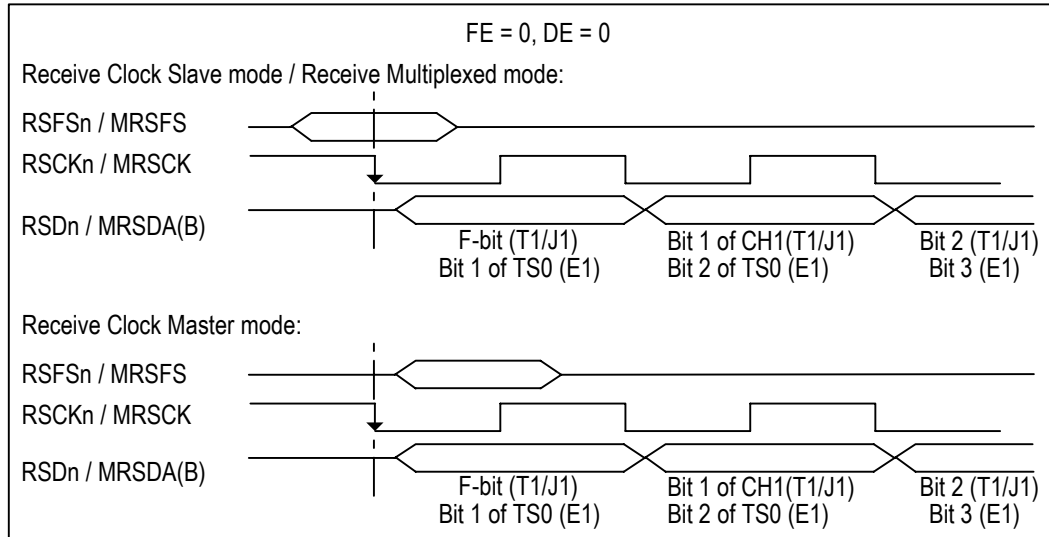 FE = 0, DE = 0
Receive Clock Slave mode / Receive Multiplexed mode:
RSFSn / MRSFS
RSCKn / MRSCK
RSDn / MRSDA(B)
F-bit (T1/J1) Bit 1 of CH1(T1/J1) Bit 2 (T1/J1)
Bit 1 of TS0 (E1) Bit 2 of TS0 (E1) Bit 3 (E1)
Receive Clock Master mode:
RSFSn / MRSFS
RSCKn / MRSCK
RSDn / MRSDA(B)
F-bit (T1/J1) Bit 1 of CH1(T1/J1) Bit 2 (T1/J1)
Bit 1 of TS0 (E1) Bit 2 of TS0 (E1) Bit 3 (E1)